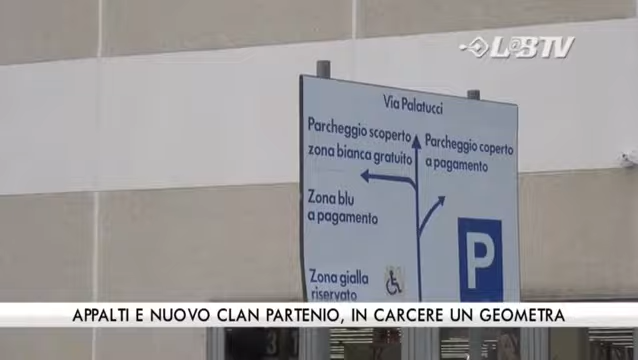 L@BTV
Via Palatucci
Parcheggio scoperto
zona bianca gratuito
Parcheggio coperto
a pagamento
Zona blu
a pagamento
P
Zona gialla
riservato
APPALTI E NUOVO CLAN PARTENIO, IN CARCERE UN GEOMETRA